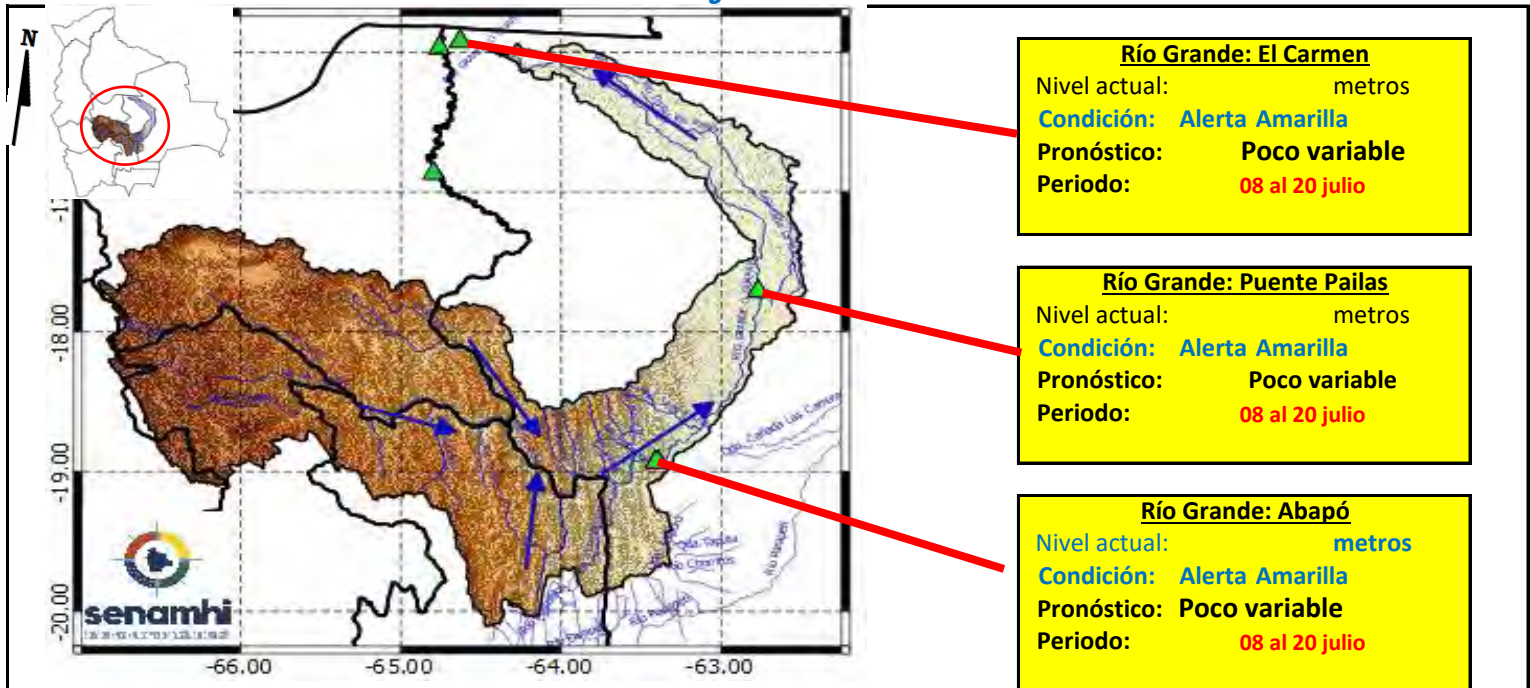 N
Río Grande: El Carmen
Nivel actual: metros
Condición: Alerta Amarilla
Pronóstico: Poco variable
Periodo: 08 al 20 julio
Río Grande: Puente Pailas
Nivel actual: metros
Condición: Alerta Amarilla
Pronóstico: Poco variable
Periodo: 08 al 20 julio
Río Grande: Abapó
Nivel actual: metros
Condición: Alerta Amarilla
Pronóstico: Poco variable
Periodo: 08 al 20 julio
-18.00
-19.00
-20.00
Qda. Cañada Las
senamhi
-66.00
-65.00
-64.00
-63.00